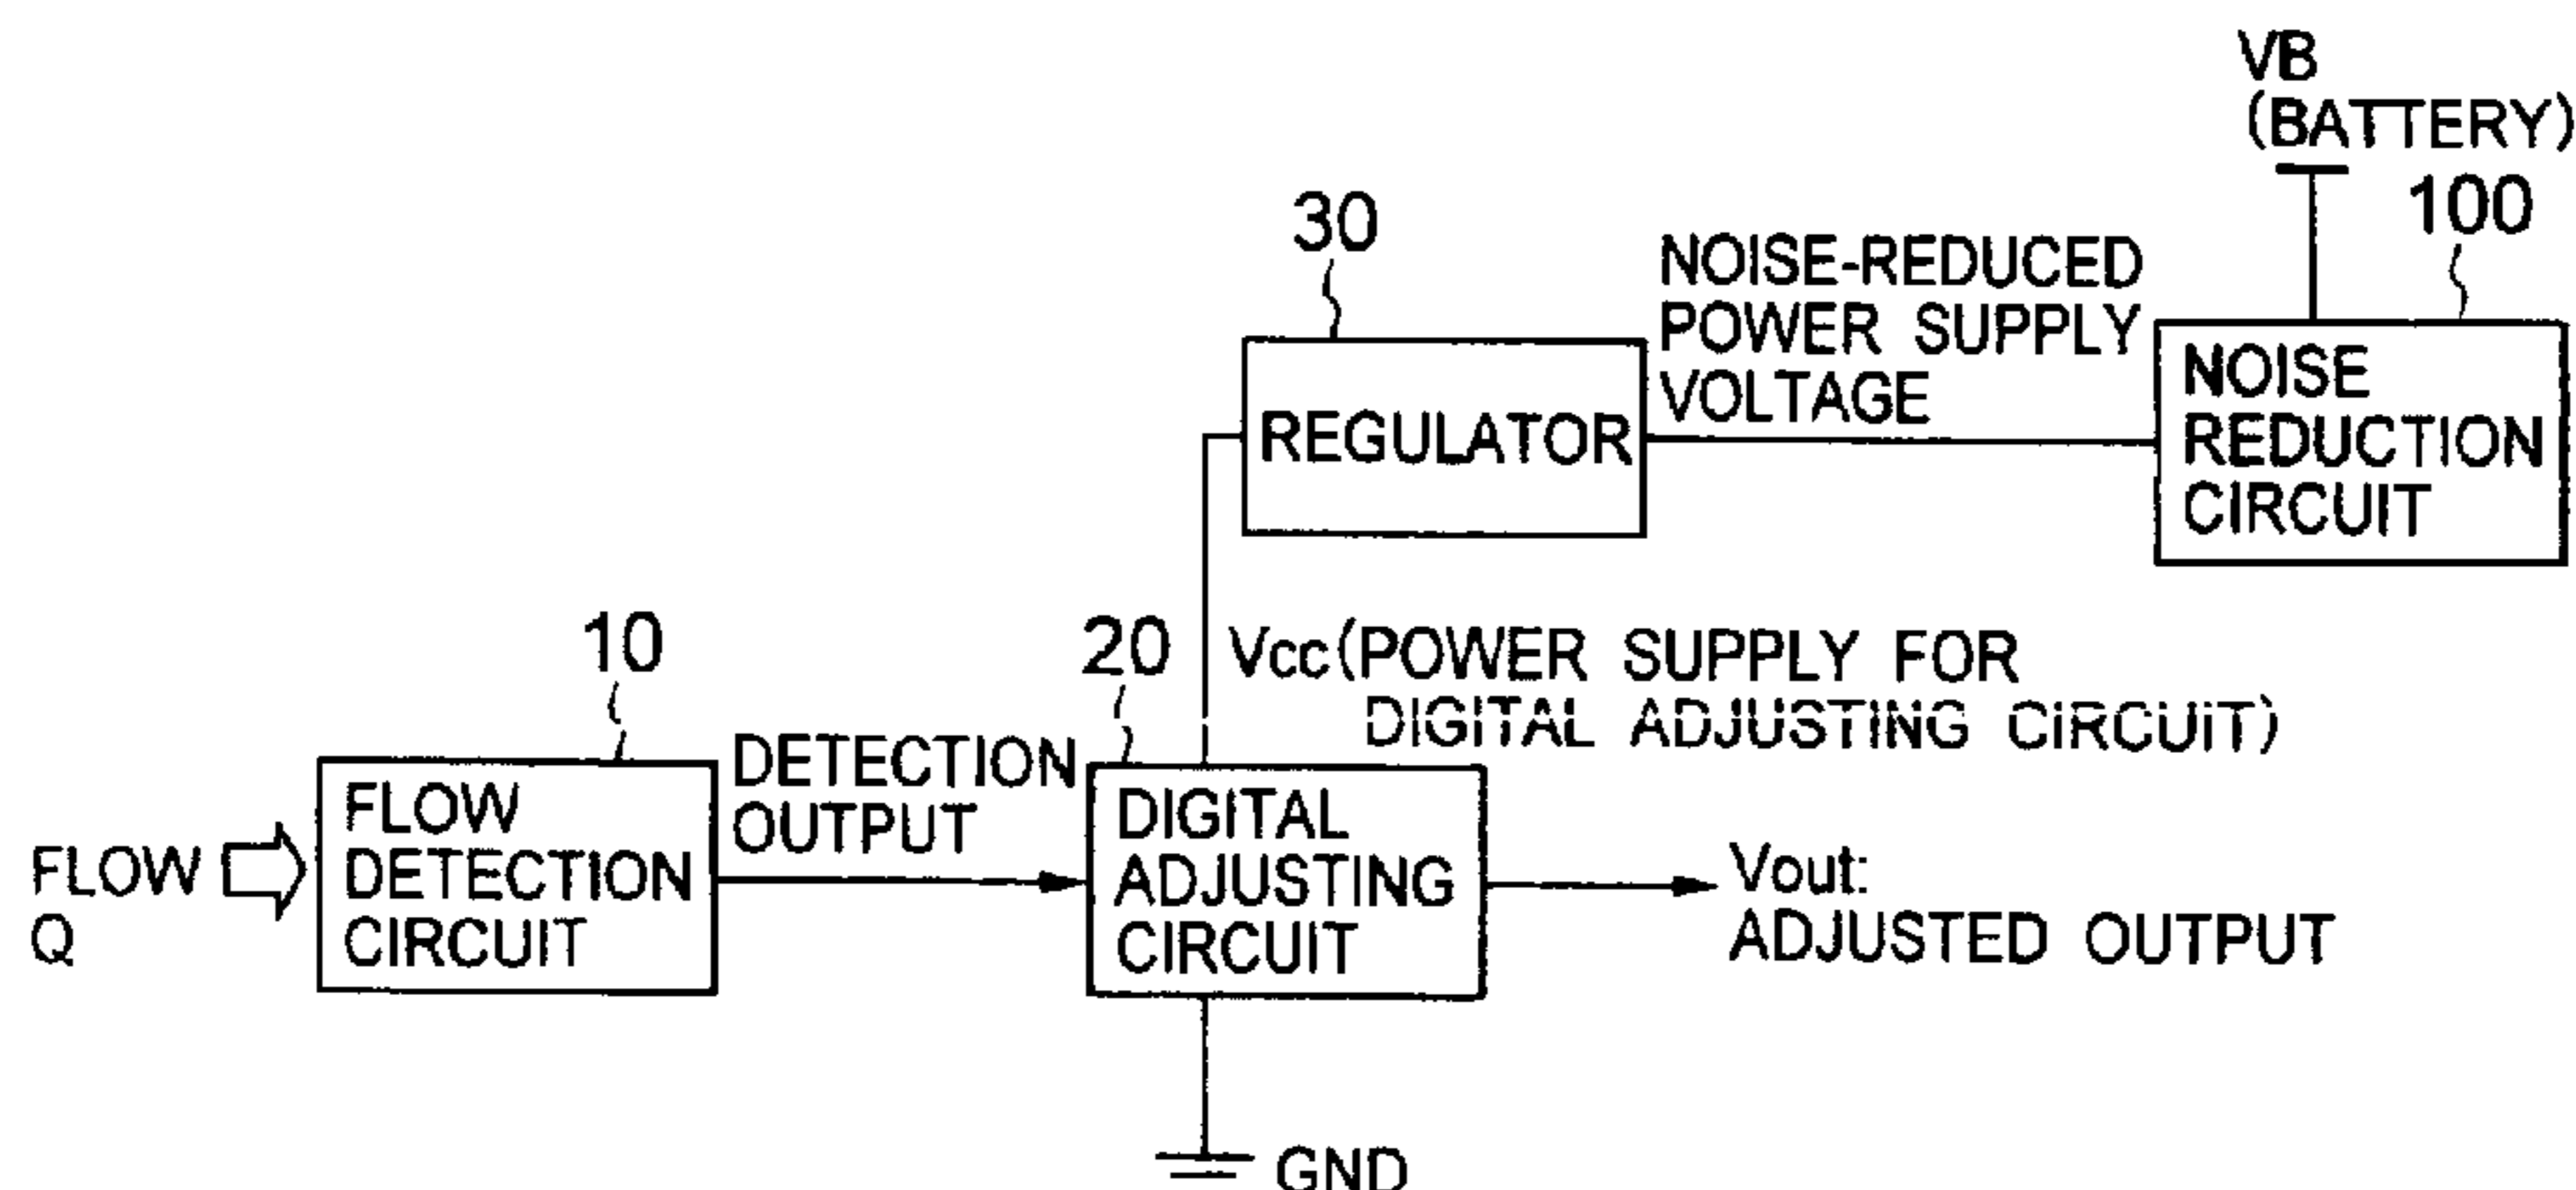 VB
(BATTERY)
100
30
NOISE-REDUCED
POWER SUPPLY
VOLTAGE
NOISE
REDUCTION
CIRCUIT
REGULATOR
10
20
Vcc (POWER SUPPLY FOR
DIGITAL ADJUSTING CIRCUIT)
FLOW
Q
FLOW
DETECTION
CIRCUIT
DETECTION
OUTPUT
DIGITAL
ADJUSTING
CIRCUIT
Vout:
ADJUSTED OUTPUT
GND